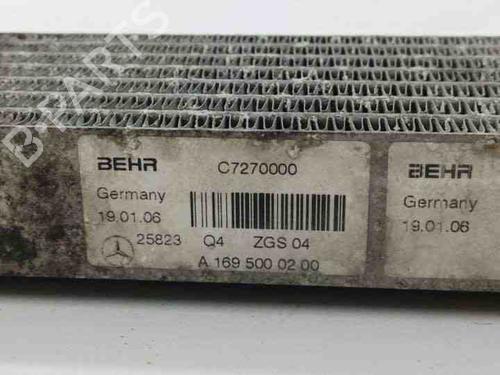 BEHR C7270000
Germany
19.01.06
25823 Q4 ZGS 04
A 169 500 02 00
BEHR
Germany
19.01.06
B-PARTS